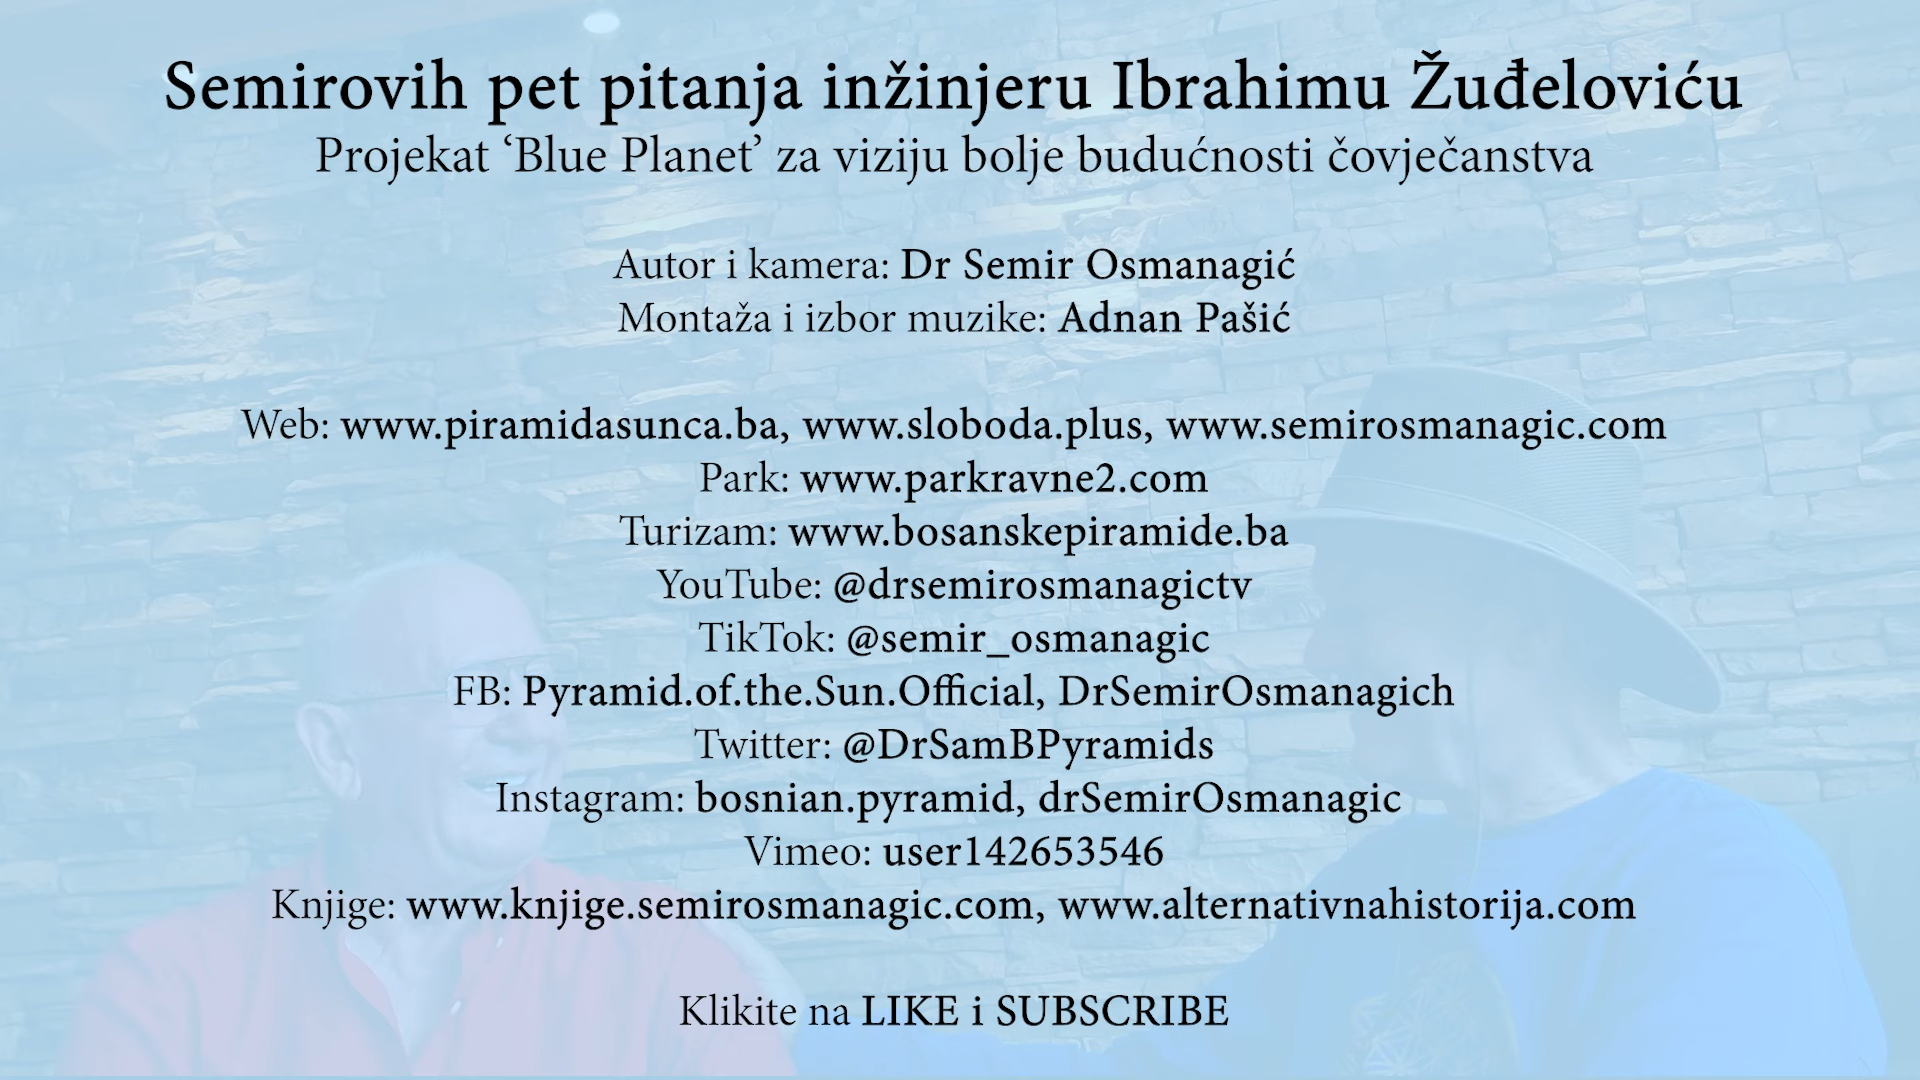 Semirovih pet pitanja inžinjeru Ibrahimu Žuđeloviću
Projekat ‘Blue Planet’ za viziju bolje budućnosti čovječanstva
Autor i kamera: Dr Semir Osmanagić
Montaža i izbor muzike: Adnan Pašić
Web: www.piramidasunca.ba, www.sloboda.plus, www.semirosmanagic.com
Park: www.parkravne2.com
Turizam: www.bosanskepiramide.ba
YouTube: @drsemirosmanagictv
TikTok: @semir_osmanagic
FB: Pyramid.of.the.Sun.Official, DrSemirOsmanagich
Twitter: @DrSamBPyramids
Instagram: bosnian.pyramid, drSemirOsmanagic
Vimeo: user142653546
Knjige: www.knjige.semirosmanagic.com, www.alternativnahistorija.com
Klikite na LIKE i SUBSCRIBE